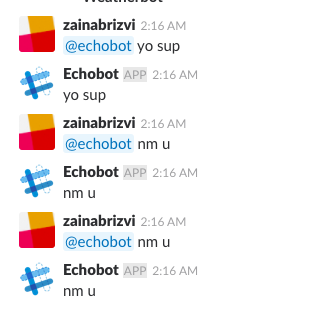 Weatherbot
zainabrizvi 2:16 AM
@echobot yo sup
Echobot APP 2:16 AM
yo sup
zainabrizvi 2:16 AM
@echobot nm u
Echobot APP 2:16 AM
nm u
zainabrizvi 2:16 AM
@echobot nm u
Echobot APP 2:16 AM
nm u